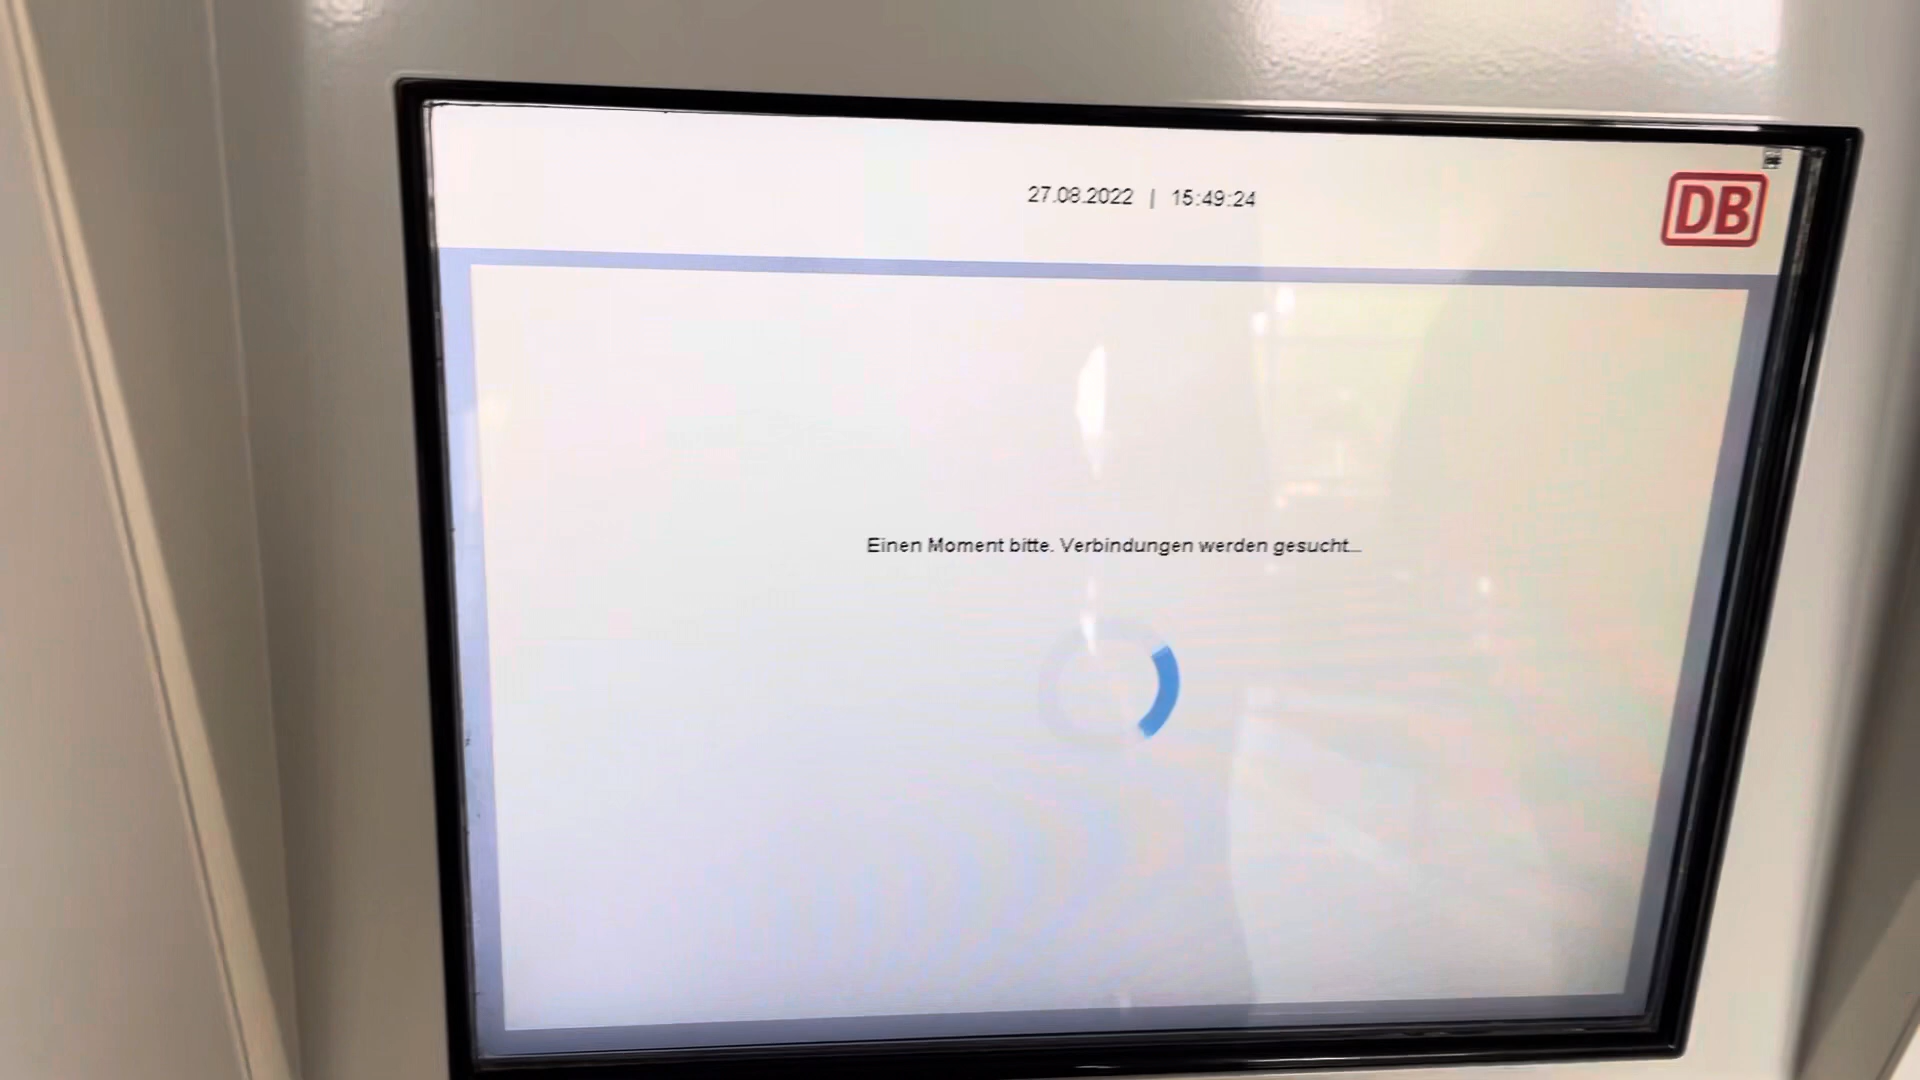 27.08.2022 | 15:49:24
DB
Einen Moment bitte. Verbindungen werden gesucht...